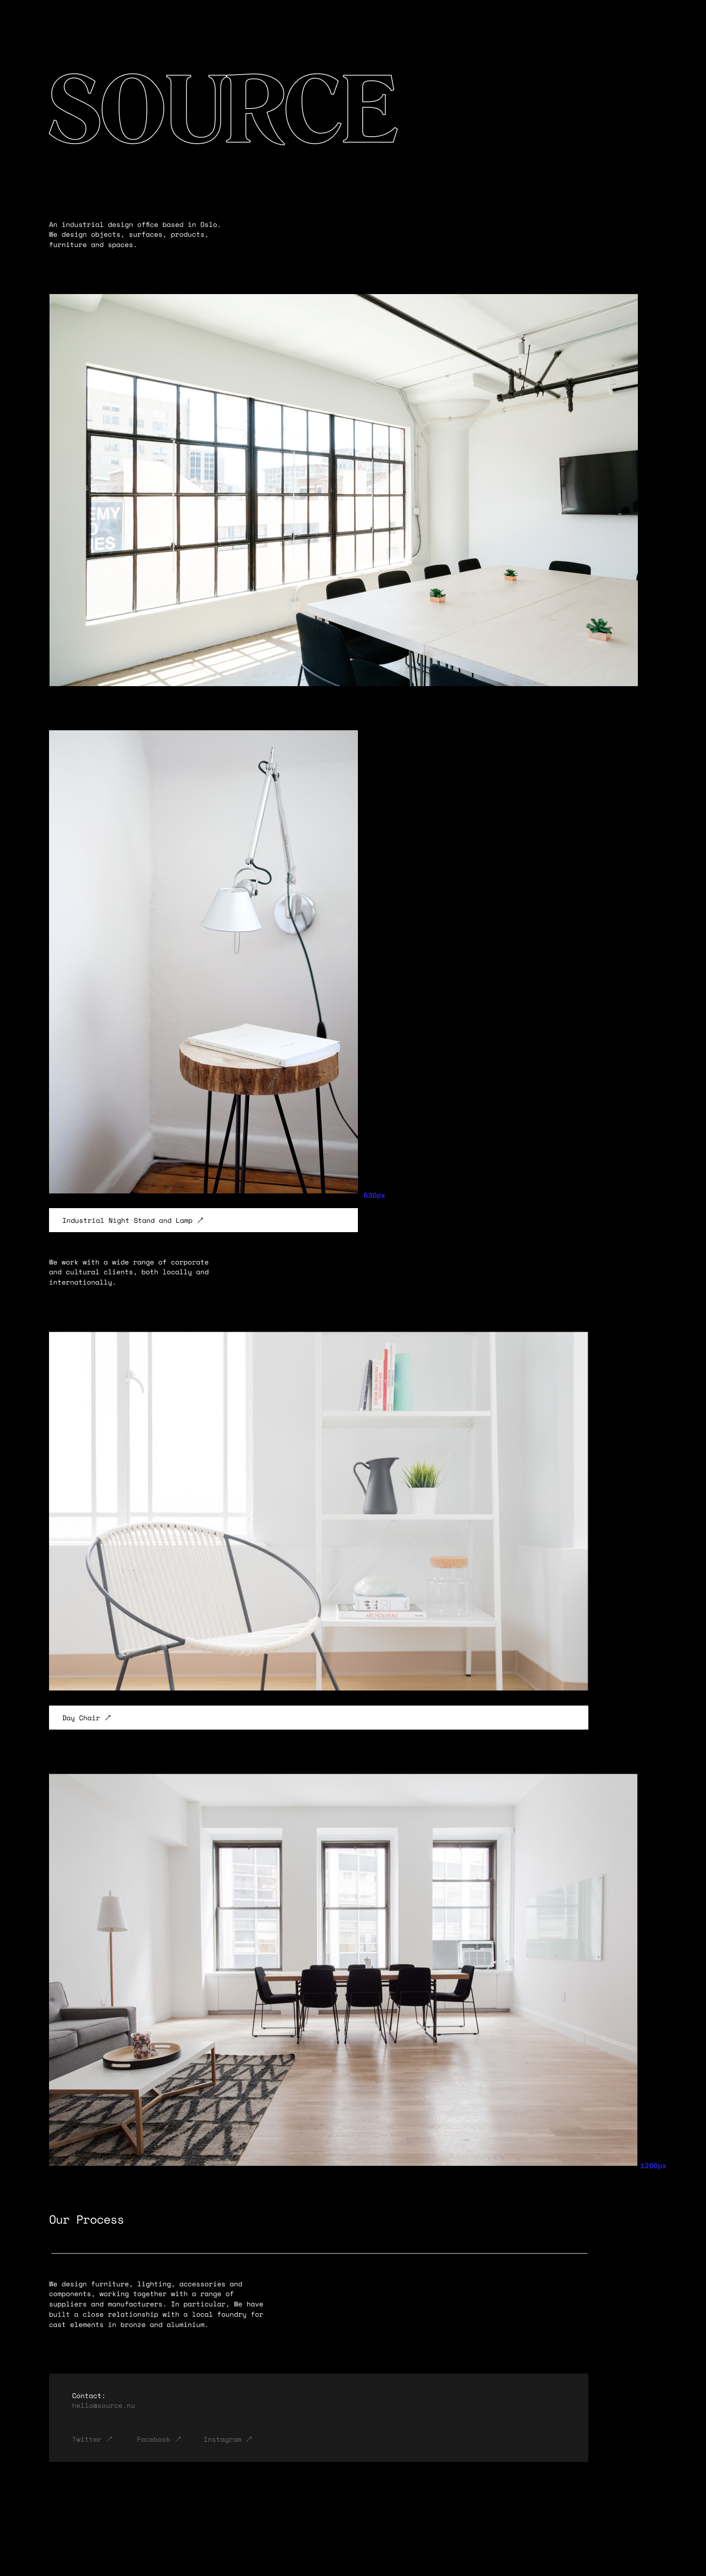 SOURCE
An industrial design office based in Oslo.
We design objects, surfaces, products,
furniture and spaces.
EMY
IES
630px
Industrial Night Stand and Lamp ↗
We work with a wide range of corporate
and cultural clients, both locally and
internationally.
ART NOUVEAU
Day Chair ↗
1200px
Our Process
We design furniture, lighting, accessories and
components, working together with a range of
suppliers and manufacturers. In particular, We have
built a close relationship with a local foundry for
cast elements in bronze and aluminium.
Contact:
hello@source.nu
Twitter ↗ Facebook ↗ Instagram ↗